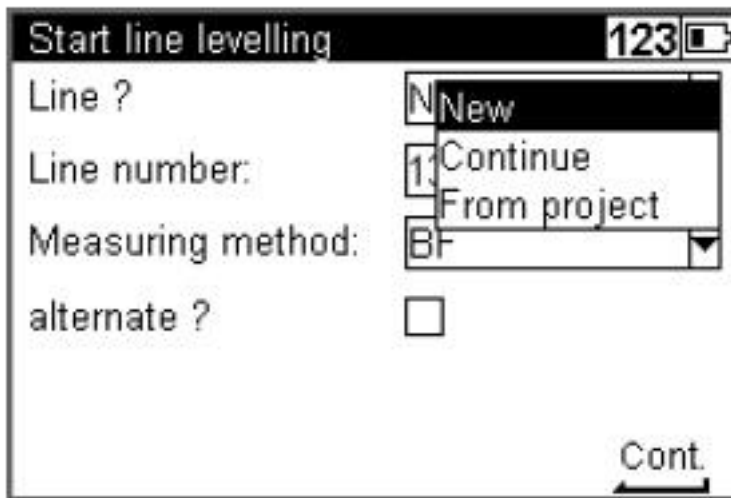 Start line levelling 123
Line ? New
Continue
Line number:
From project
Measuring method: BF
alternate ?
Cont.